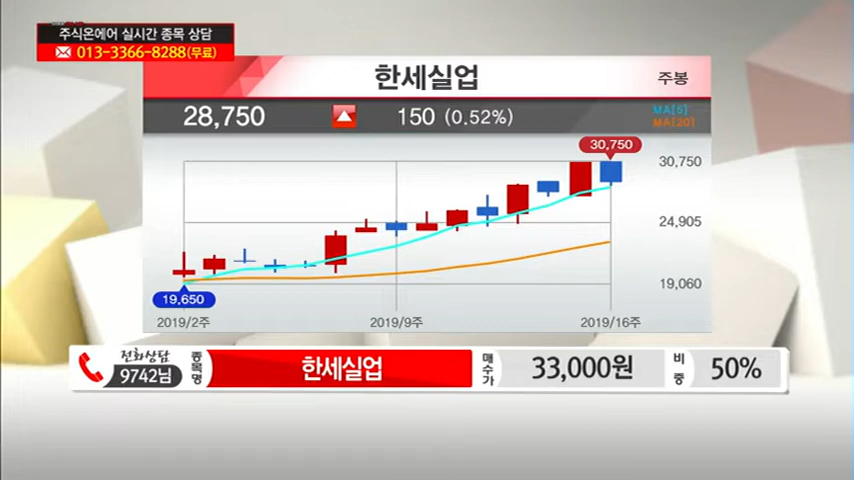 주식온에어 실시간 종목 상담
013-3366-8288(무료)
한세실업
주봉
28,750
150 (0.52%)
MA[5]
MA[20]
30,750
30,750
24,905
19,060
19,650
2019/2주
2019/9주
2019/16주
전화상담
9742님
종목명
한세실업
매수가
33,000원
비중
50%